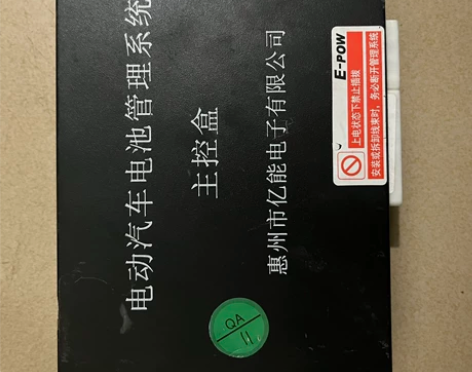 电动汽车电池管理系统
主控盒
惠州市亿能电子有限公司
E-POW
上电状态下禁止插拔
安装或拆卸线束时，务必断开管理系统
QA
11